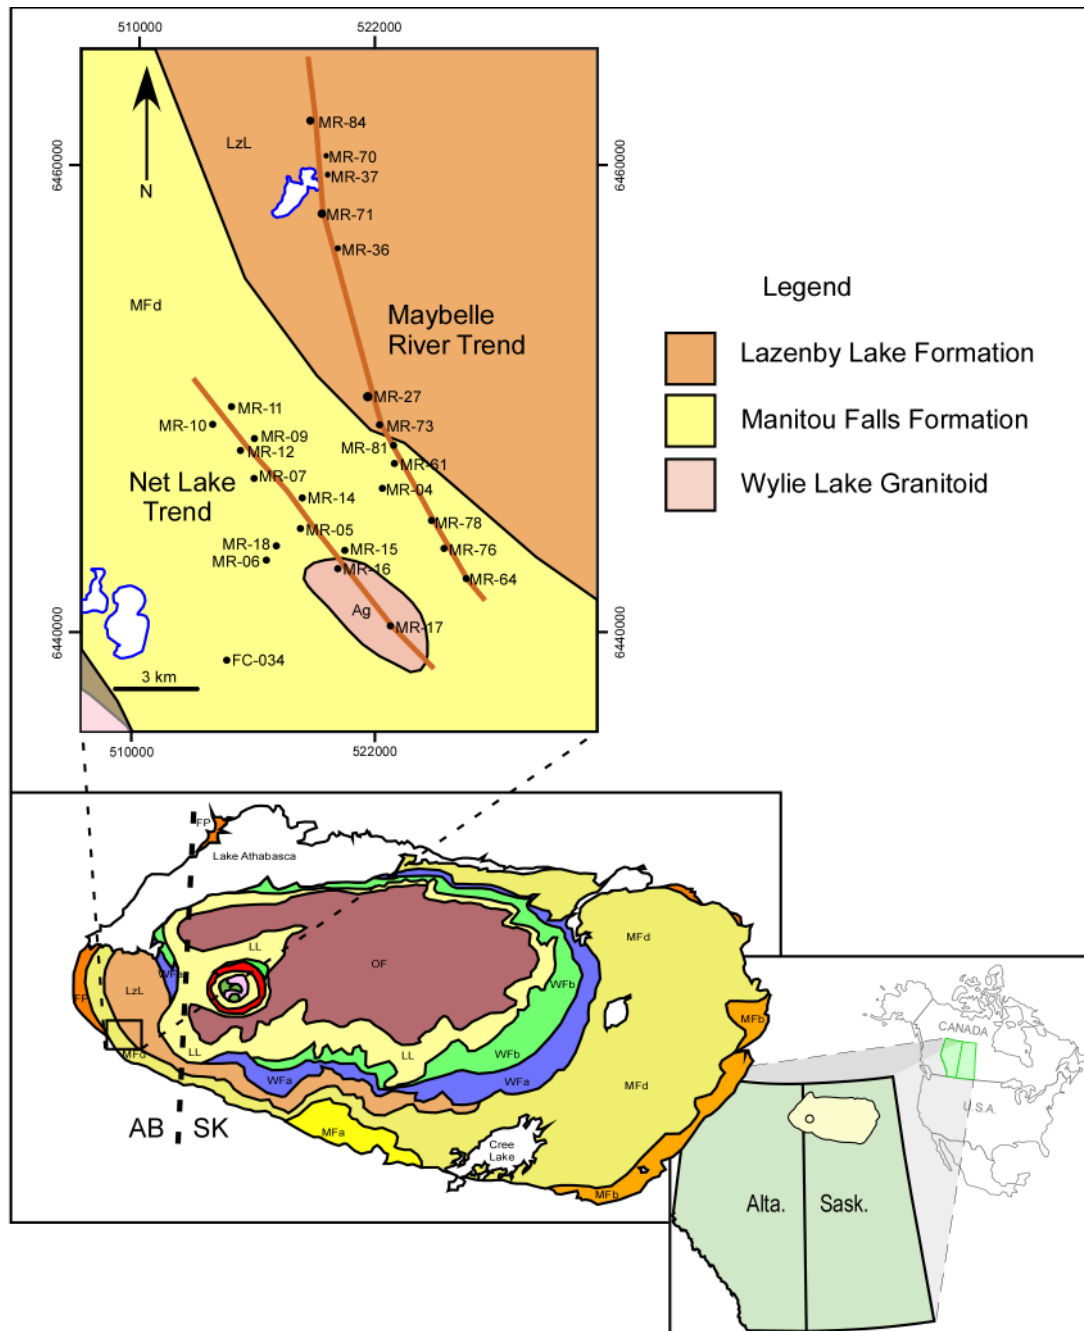 510000
522000
MR-84
LzL
MR-70
6460000
6460000
MR-37
N
MR-71
MR-36
Legend
MFd
Maybelle
River Trend
Lazenby Lake Formation
MR-27
MR-11
Manitou Falls Formation
MR-10
MR-73
MR-09
MR-81
MR-12
MR-61
Net Lake
Trend
MR-07
MR-04
Wylie Lake Granitoid
MR-14
MR-78
MR-05
MR-18
MR-15
MR-76
MR-06
MR-16
MR-64
Ag
MR-17
6440000
6440000
FC-034
3 km
510000
522000
FP
Lake Athabasca
MFd
LL
OF
WFa
FP
LzL
WFb
MFb
CANADA
MFd
LL
LL
WFb
WFa
WFa
MFd
U.S.A.
AB
SK
MFa
Cree
Lake
MFb
Alta.
Sask.